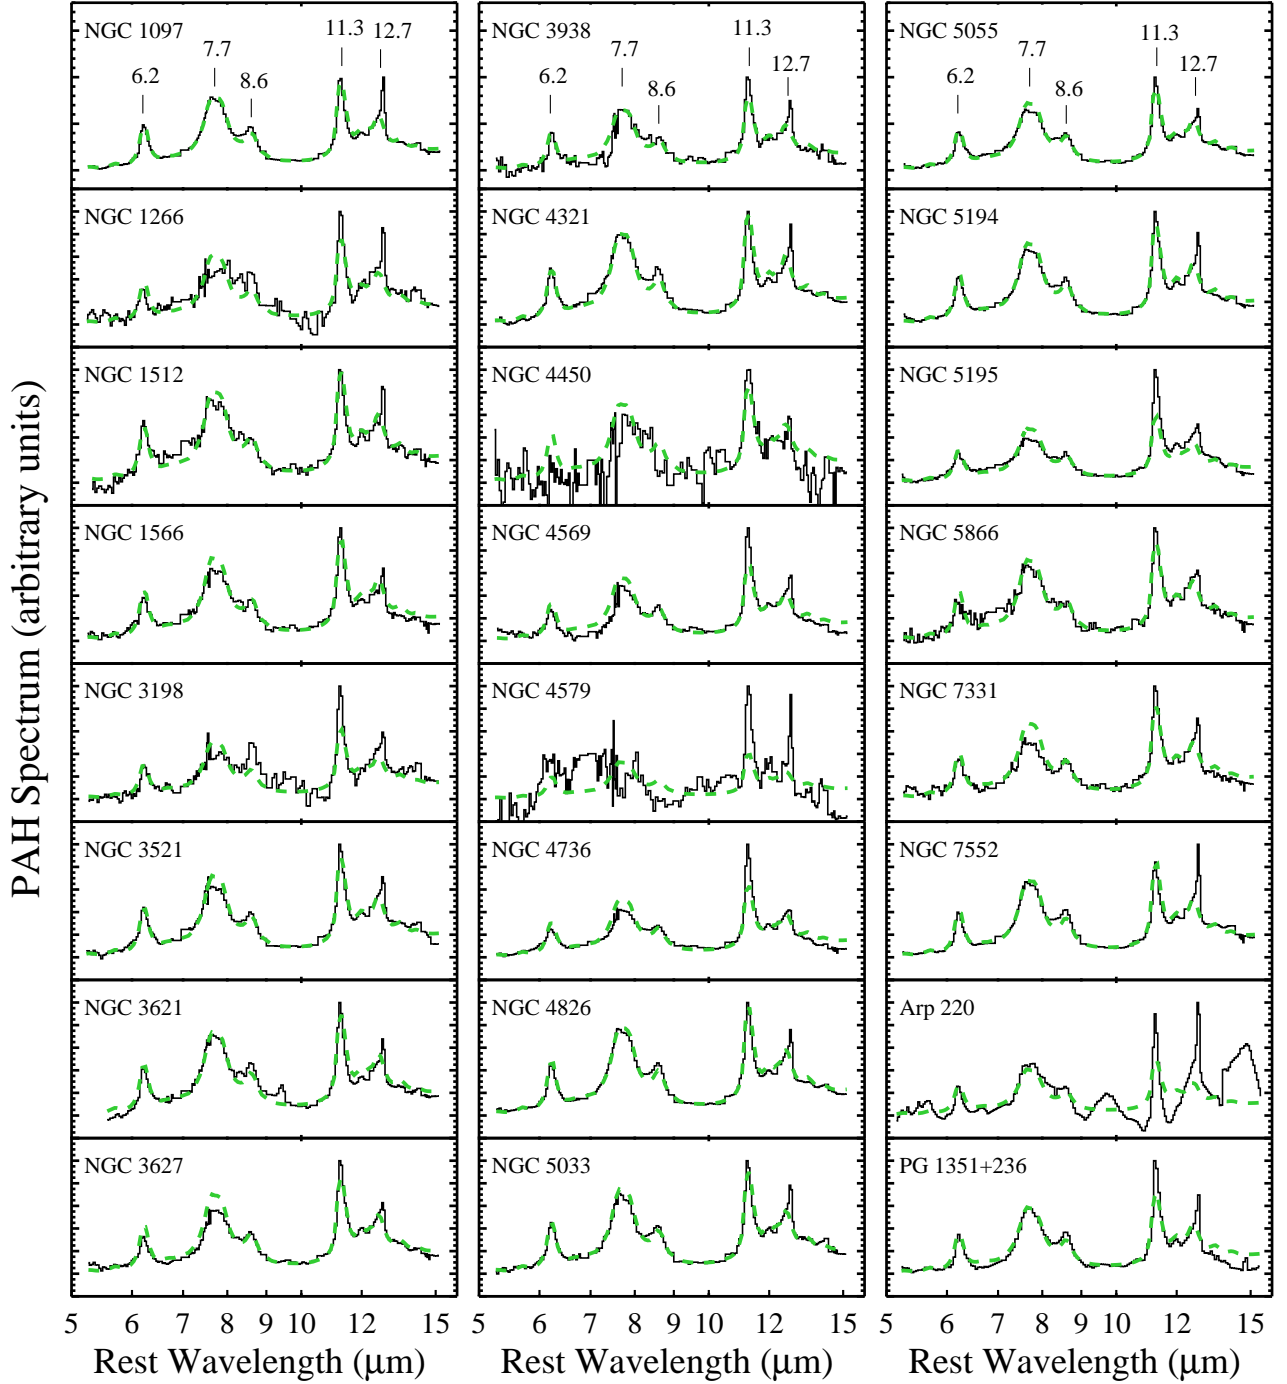 PAH Spectrum (arbitrary units)
NGC 1097
6.2
7.7
8.6
11.3
12.7
NGC 1266
NGC 1512
NGC 1566
NGC 3198
NGC 3521
NGC 3621
NGC 3627
5 6 7 8 9 10 12 15
Rest Wavelength (μm)
NGC 3938
6.2
7.7
8.6
11.3
12.7
NGC 4321
NGC 4450
NGC 4569
NGC 4579
NGC 4736
NGC 4826
NGC 5033
5 6 7 8 9 10 12 15
Rest Wavelength (μm)
NGC 5055
6.2
7.7
8.6
11.3
12.7
NGC 5194
NGC 5195
NGC 5866
NGC 7331
NGC 7552
Arp 220
PG 1351+236
5 6 7 8 9 10 12 15
Rest Wavelength (μm)